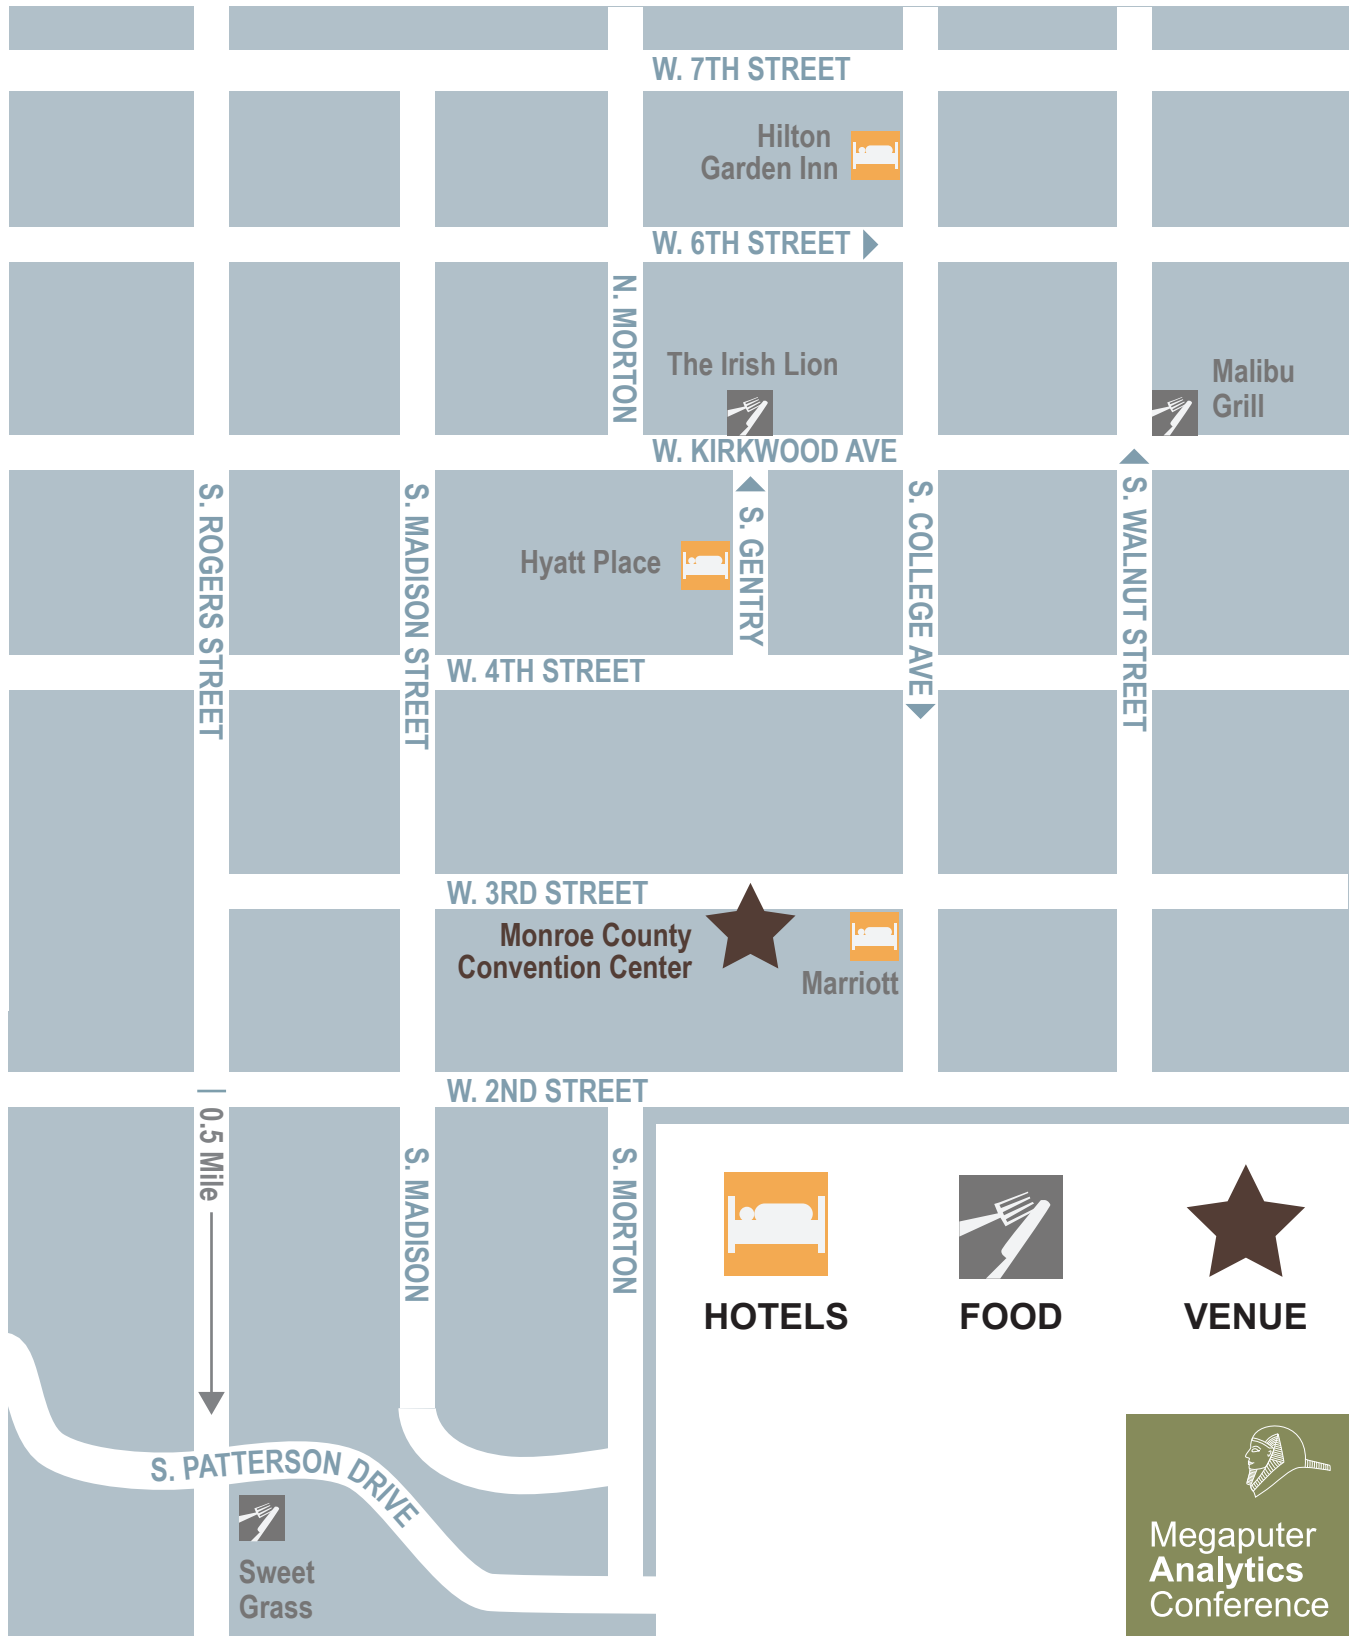 W. 7TH STREET
Hilton
Garden Inn
W. 6TH STREET
N. MORTON
The Irish Lion
Malibu
Grill
W. KIRKWOOD AVE
S. ROGERS STREET
S. MADISON STREET
Hyatt Place
S. GENTRY
S. COLLEGE AVE
S. WALNUT STREET
W. 4TH STREET
W. 3RD STREET
Monroe County
Convention Center
Marriott
W. 2ND STREET
0.5 Mile
S. MADISON
S. MORTON
HOTELS
FOOD
VENUE
S. PATTERSON DRIVE
Sweet
Grass
Megaputer
Analytics
Conference